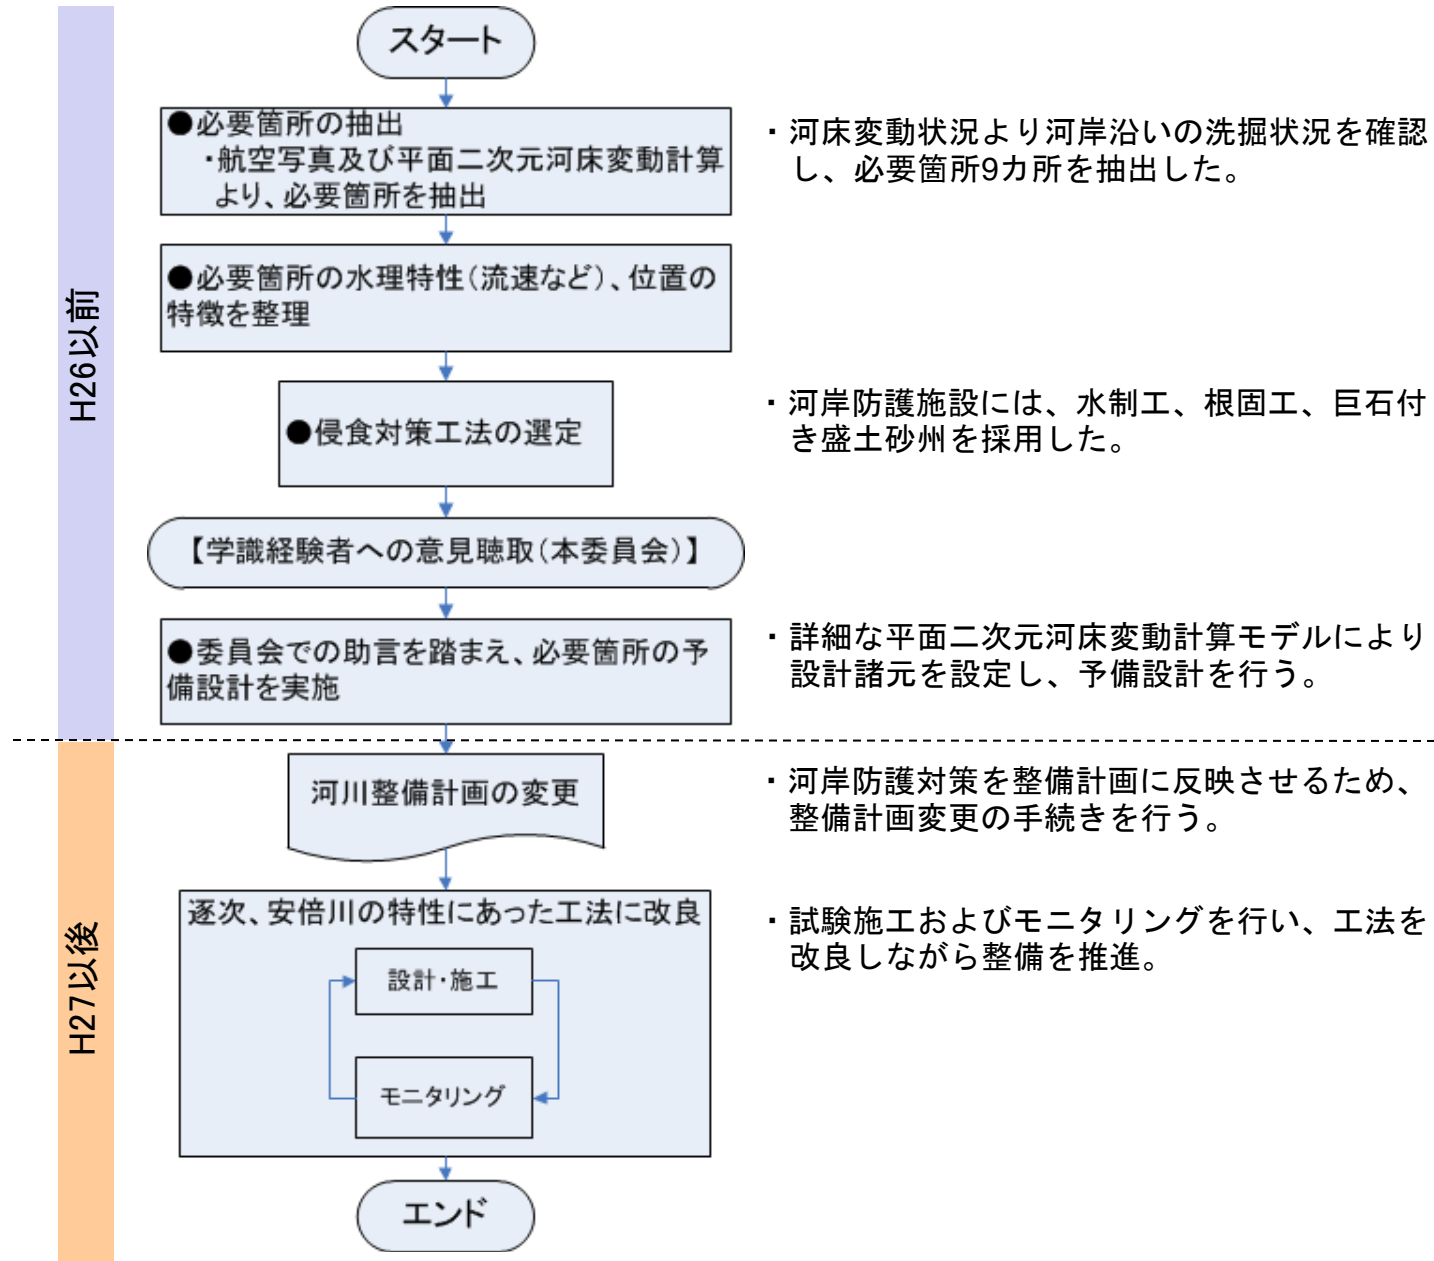 スタート
●必要箇所の抽出
・航空写真及び平面二次元河床変動計算
より、必要箇所を抽出
・河床変動状況より河岸沿いの洗掘状況を確認
し、必要箇所9カ所を抽出した。
●必要箇所の水理特性(流速など)、位置の
特徴を整理
H26以前
●侵食対策工法の選定
・河岸防護施設には、水制工、根固工、巨石付
き盛土砂州を採用した。
【学識経験者への意見聴取(本委員会)】
●委員会での助言を踏まえ、必要箇所の予
備設計を実施
・詳細な平面二次元河床変動計算モデルにより
設計諸元を設定し、予備設計を行う。
河川整備計画の変更
・河岸防護対策を整備計画に反映させるため、
整備計画変更の手続きを行う。
逐次、安倍川の特性にあった工法に改良
・試験施工およびモニタリングを行い、工法を
改良しながら整備を推進。
H27以後
設計・施工
モニタリング
エンド